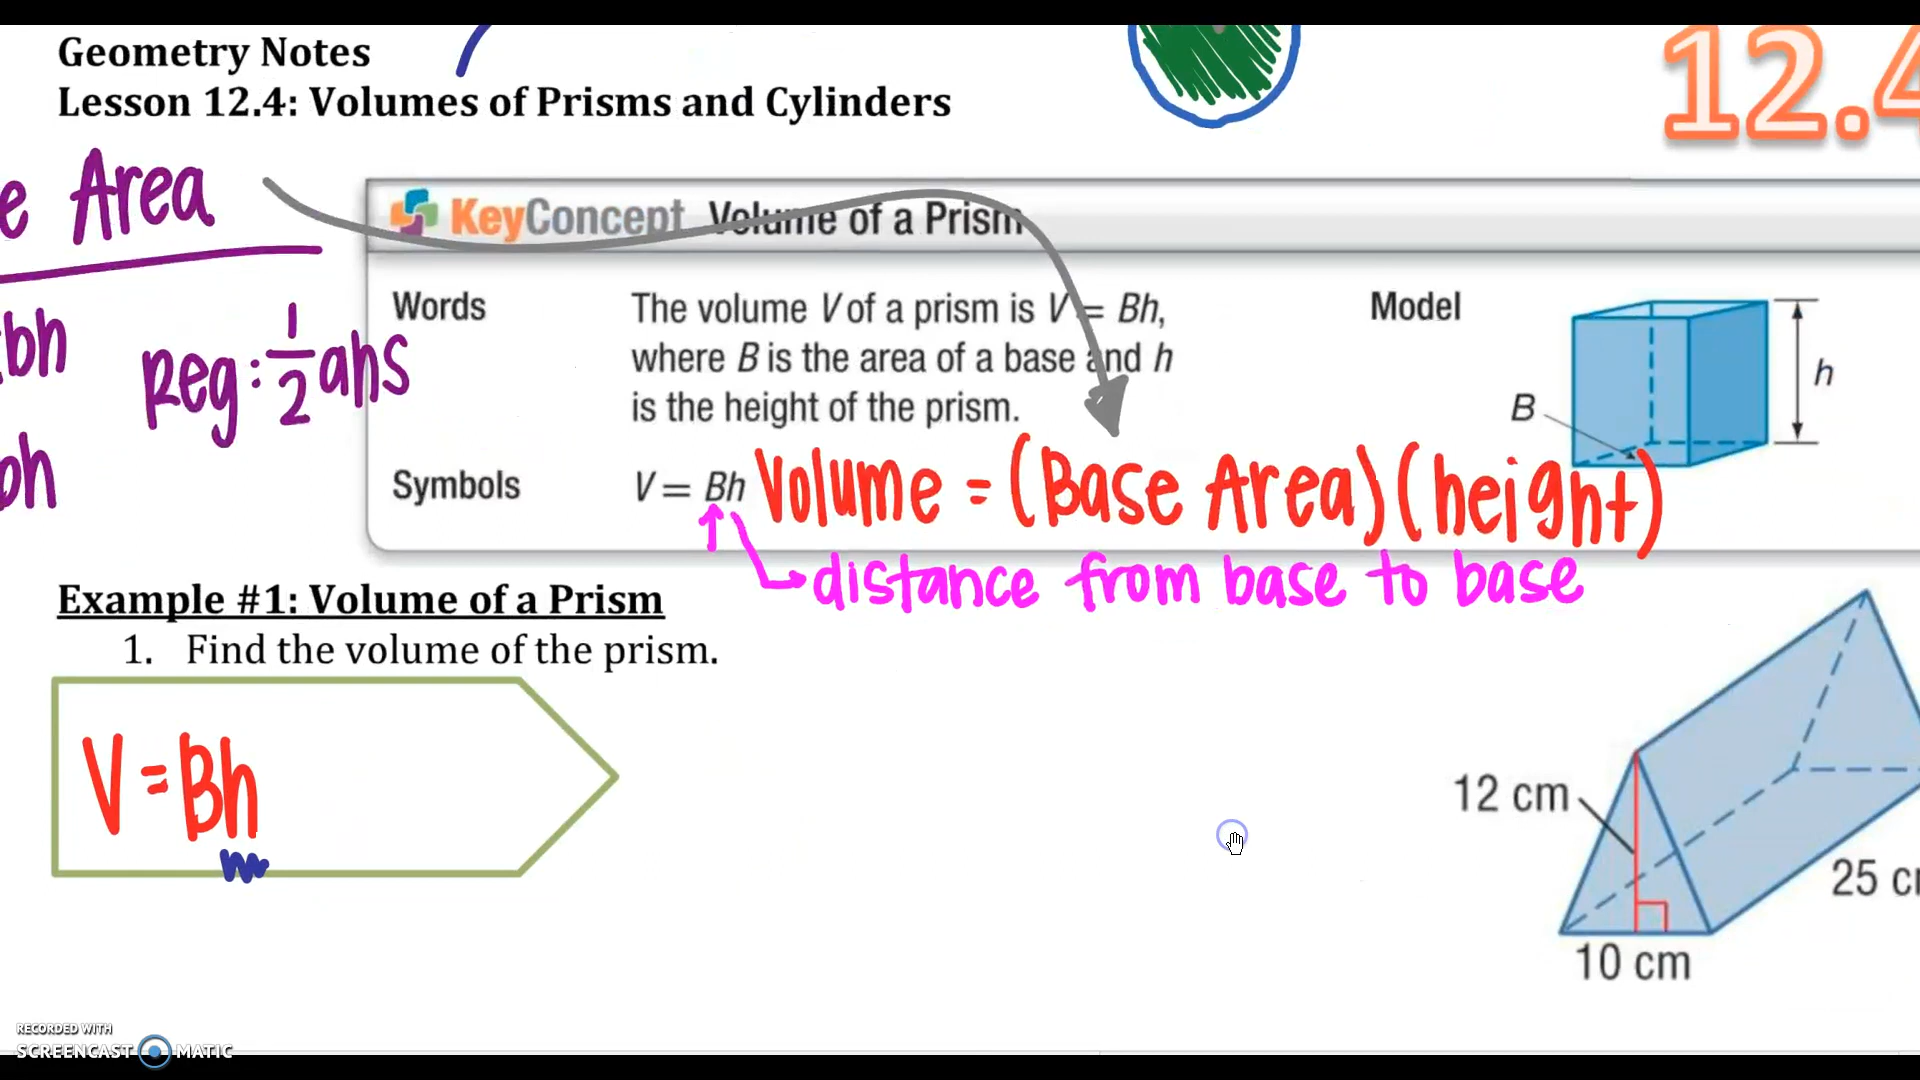 Geometry Notes
Lesson 12.4: Volumes of Prisms and Cylinders
12.4
e Area
bh
Reg: 1/2 ans
bh
KeyConcept Volume of a Prism
Words
The volume V of a prism is V = Bh,
where B is the area of a base and h
is the height of the prism.
Model
B
h
Symbols
V = Bh
Volume = (Base Area)(height)
distance from base to base
Example #1: Volume of a Prism
1. Find the volume of the prism.
V = Bh
12 cm
25 c
10 cm
RECORDED WITH
SCREENCAST MATIC